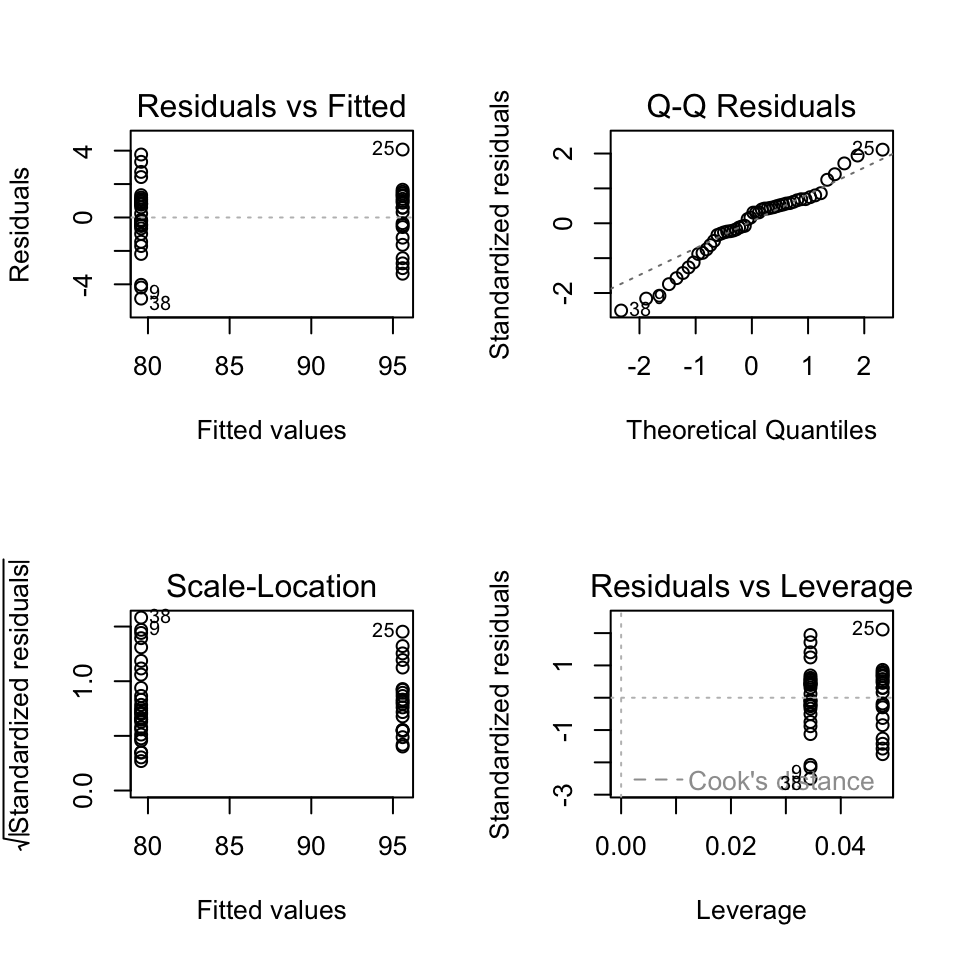 Residuals vs Fitted
Residuals
4
0
-4
25
9
38
80 85 90 95
Fitted values
Q-Q Residuals
Standardized residuals
2
0
-2
25
38
9
-2 -1 0 1 2
Theoretical Quantiles
Scale-Location
√|Standardized residuals|
1.0
0.0
38
9
25
80 85 90 95
Fitted values
Residuals vs Leverage
Standardized residuals
1
-1
-3
25
9
38
Cook's distance
0.00 0.02 0.04
Leverage